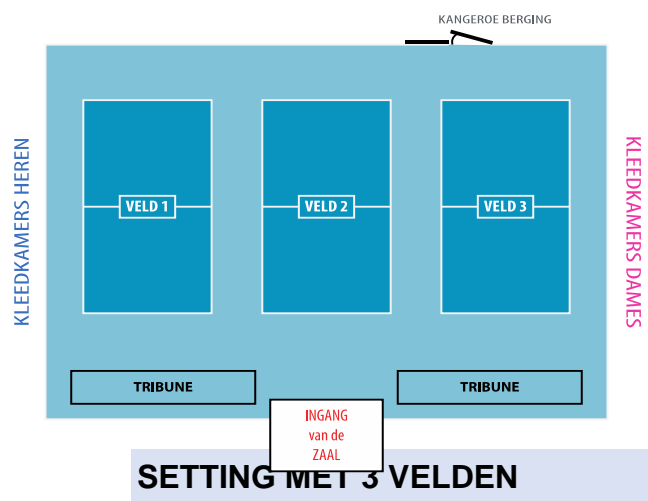 KANGEROE BERGING
KLEEDKAMERS HEREN
VELD 1
VELD 2
VELD 3
KLEEDKAMERS DAMES
TRIBUNE
TRIBUNE
INGANG
van de
ZAAL
SETTING MET 3 VELDEN